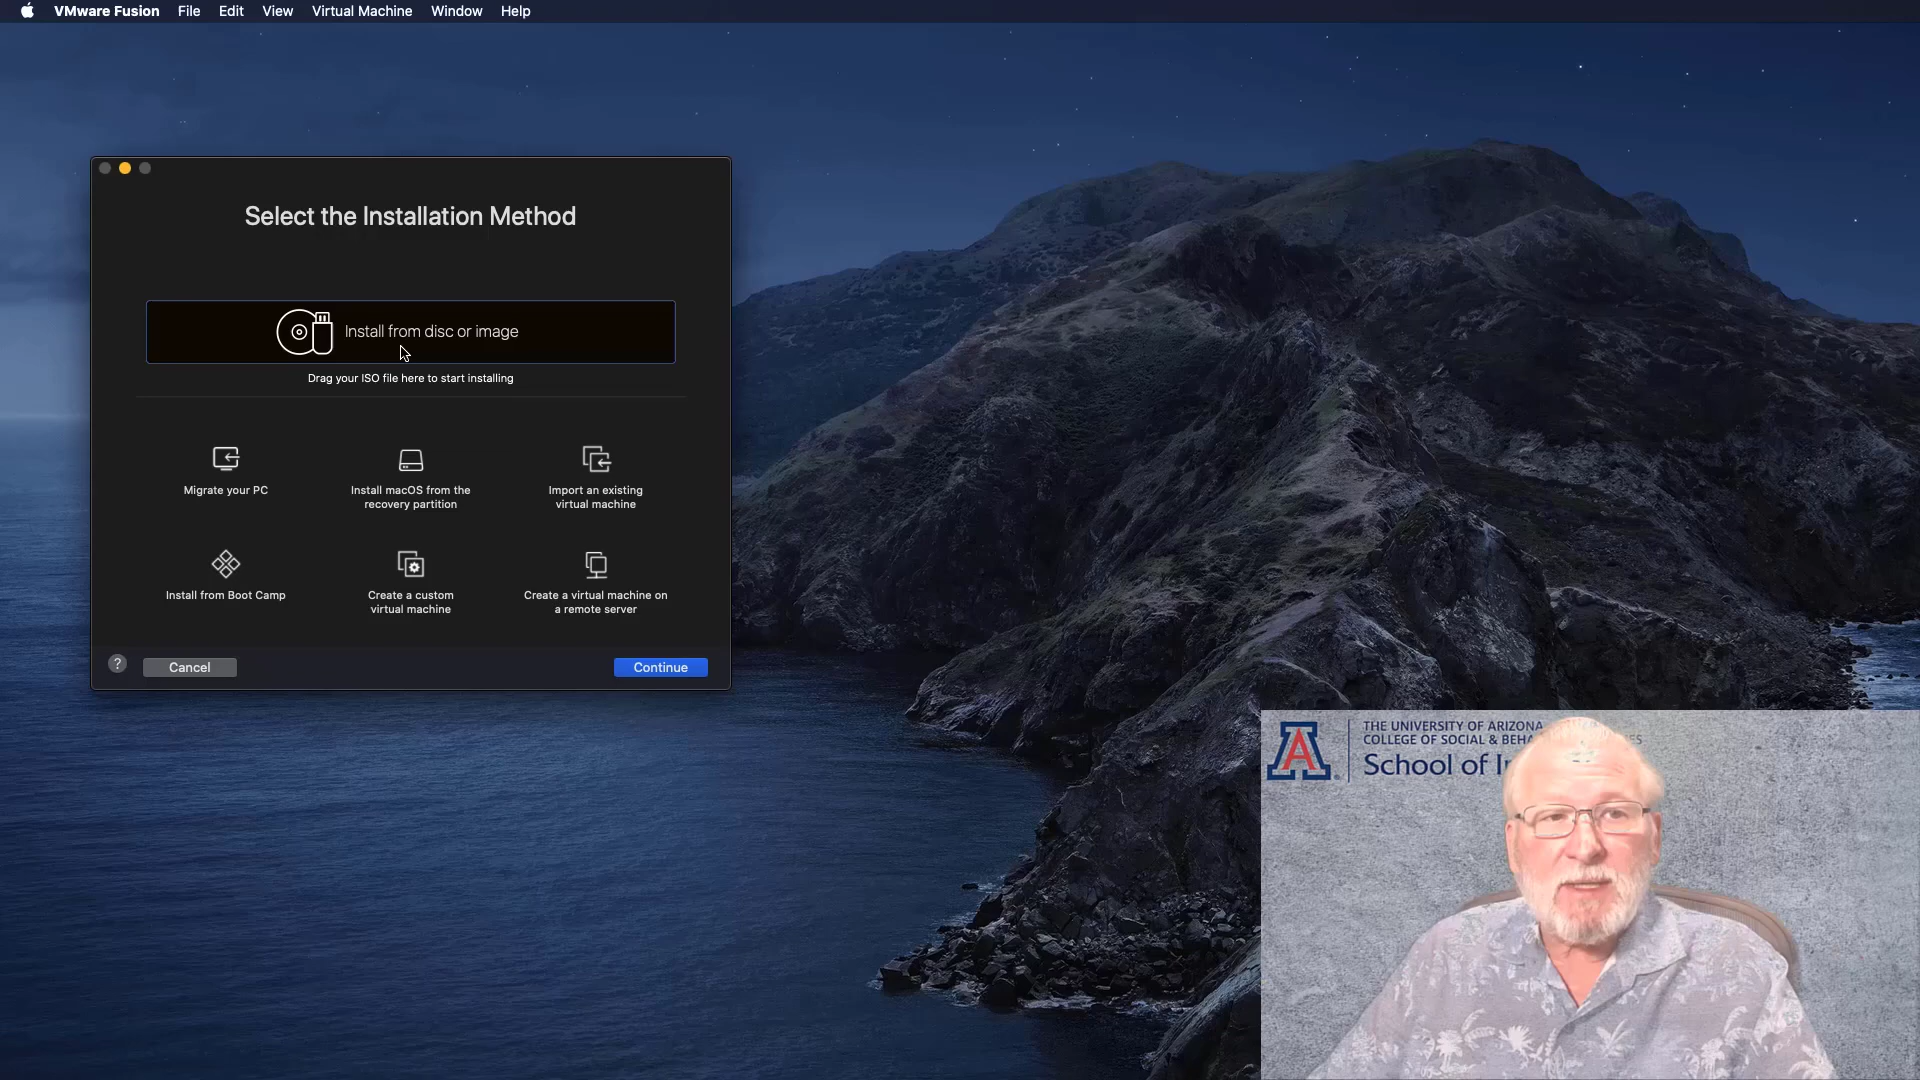 VMware Fusion File Edit View Virtual Machine Window Help
Select the Installation Method
Install from disc or image
Drag your ISO file here to start installing
Migrate your PC
Install macOS from the
recovery partition
Import an existing
virtual machine
Install from Boot Camp
Create a custom
virtual machine
Create a virtual machine on
a remote server
?
Cancel
Continue
A
THE UNIVERSITY OF ARIZONA
COLLEGE OF SOCIAL &
School of